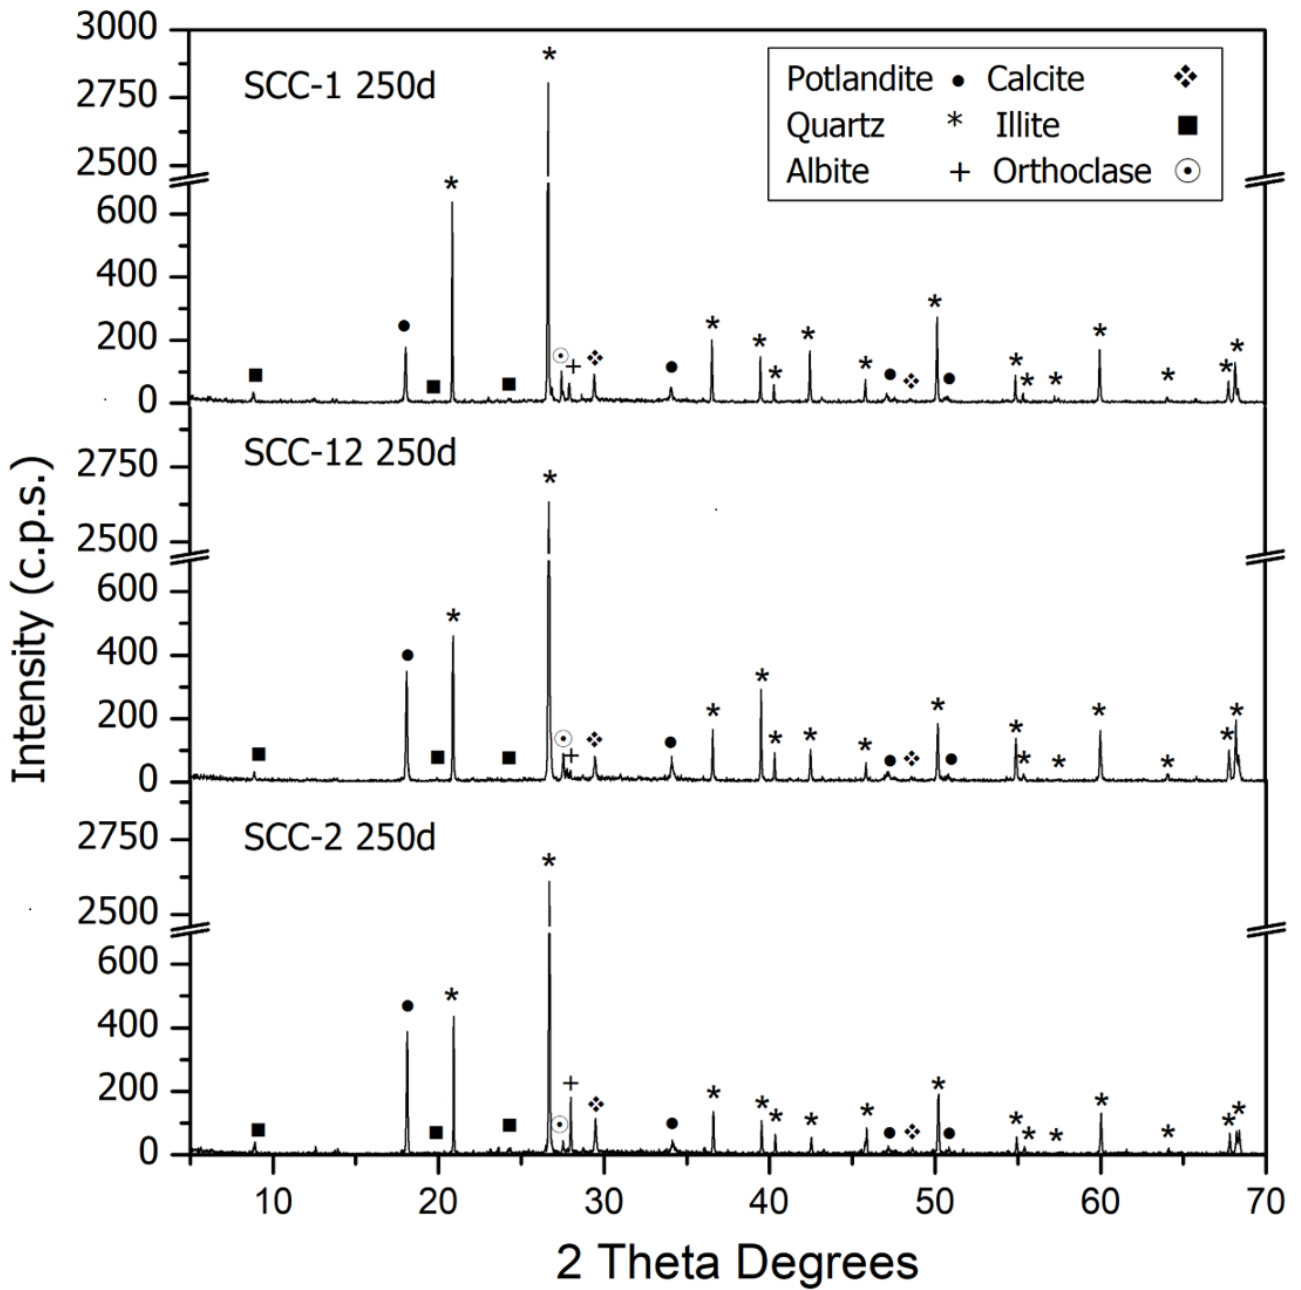 3000
2750
2500
600
400
200
0
SCC-1 250d
Potlandite ● Calcite ❖
Quartz * Illite ■
Albite + Orthoclase ☉
2750
2500
600
400
200
0
SCC-12 250d
2750
2500
600
400
200
0
SCC-2 250d
Intensity (c.p.s.)
10 20 30 40 50 60 70
2 Theta Degrees